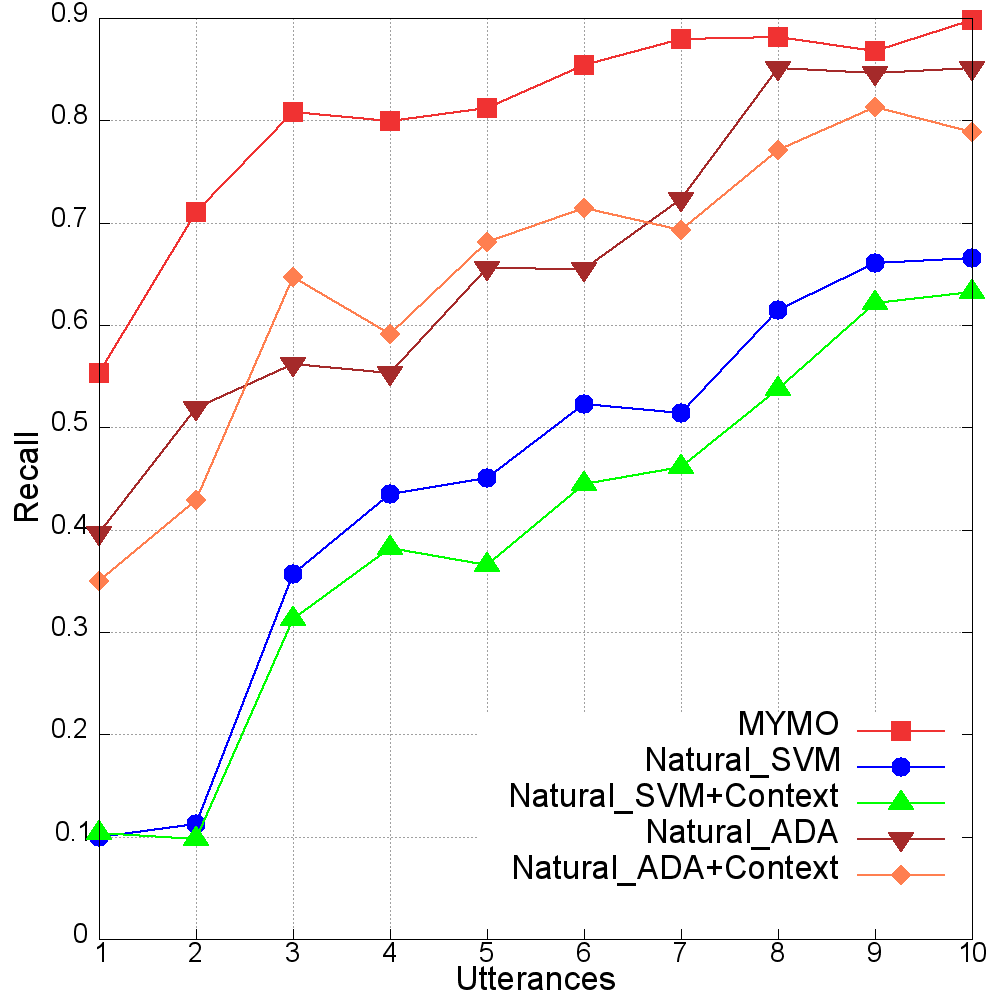 0.9
0.8
0.7
0.6
0.5
0.4
0.3
0.2
0.1
0
Recall
MYMO
Natural_SVM
Natural_SVM+Context
Natural_ADA
Natural_ADA+Context
1 2 3 4 5 6 7 8 9 10
Utterances